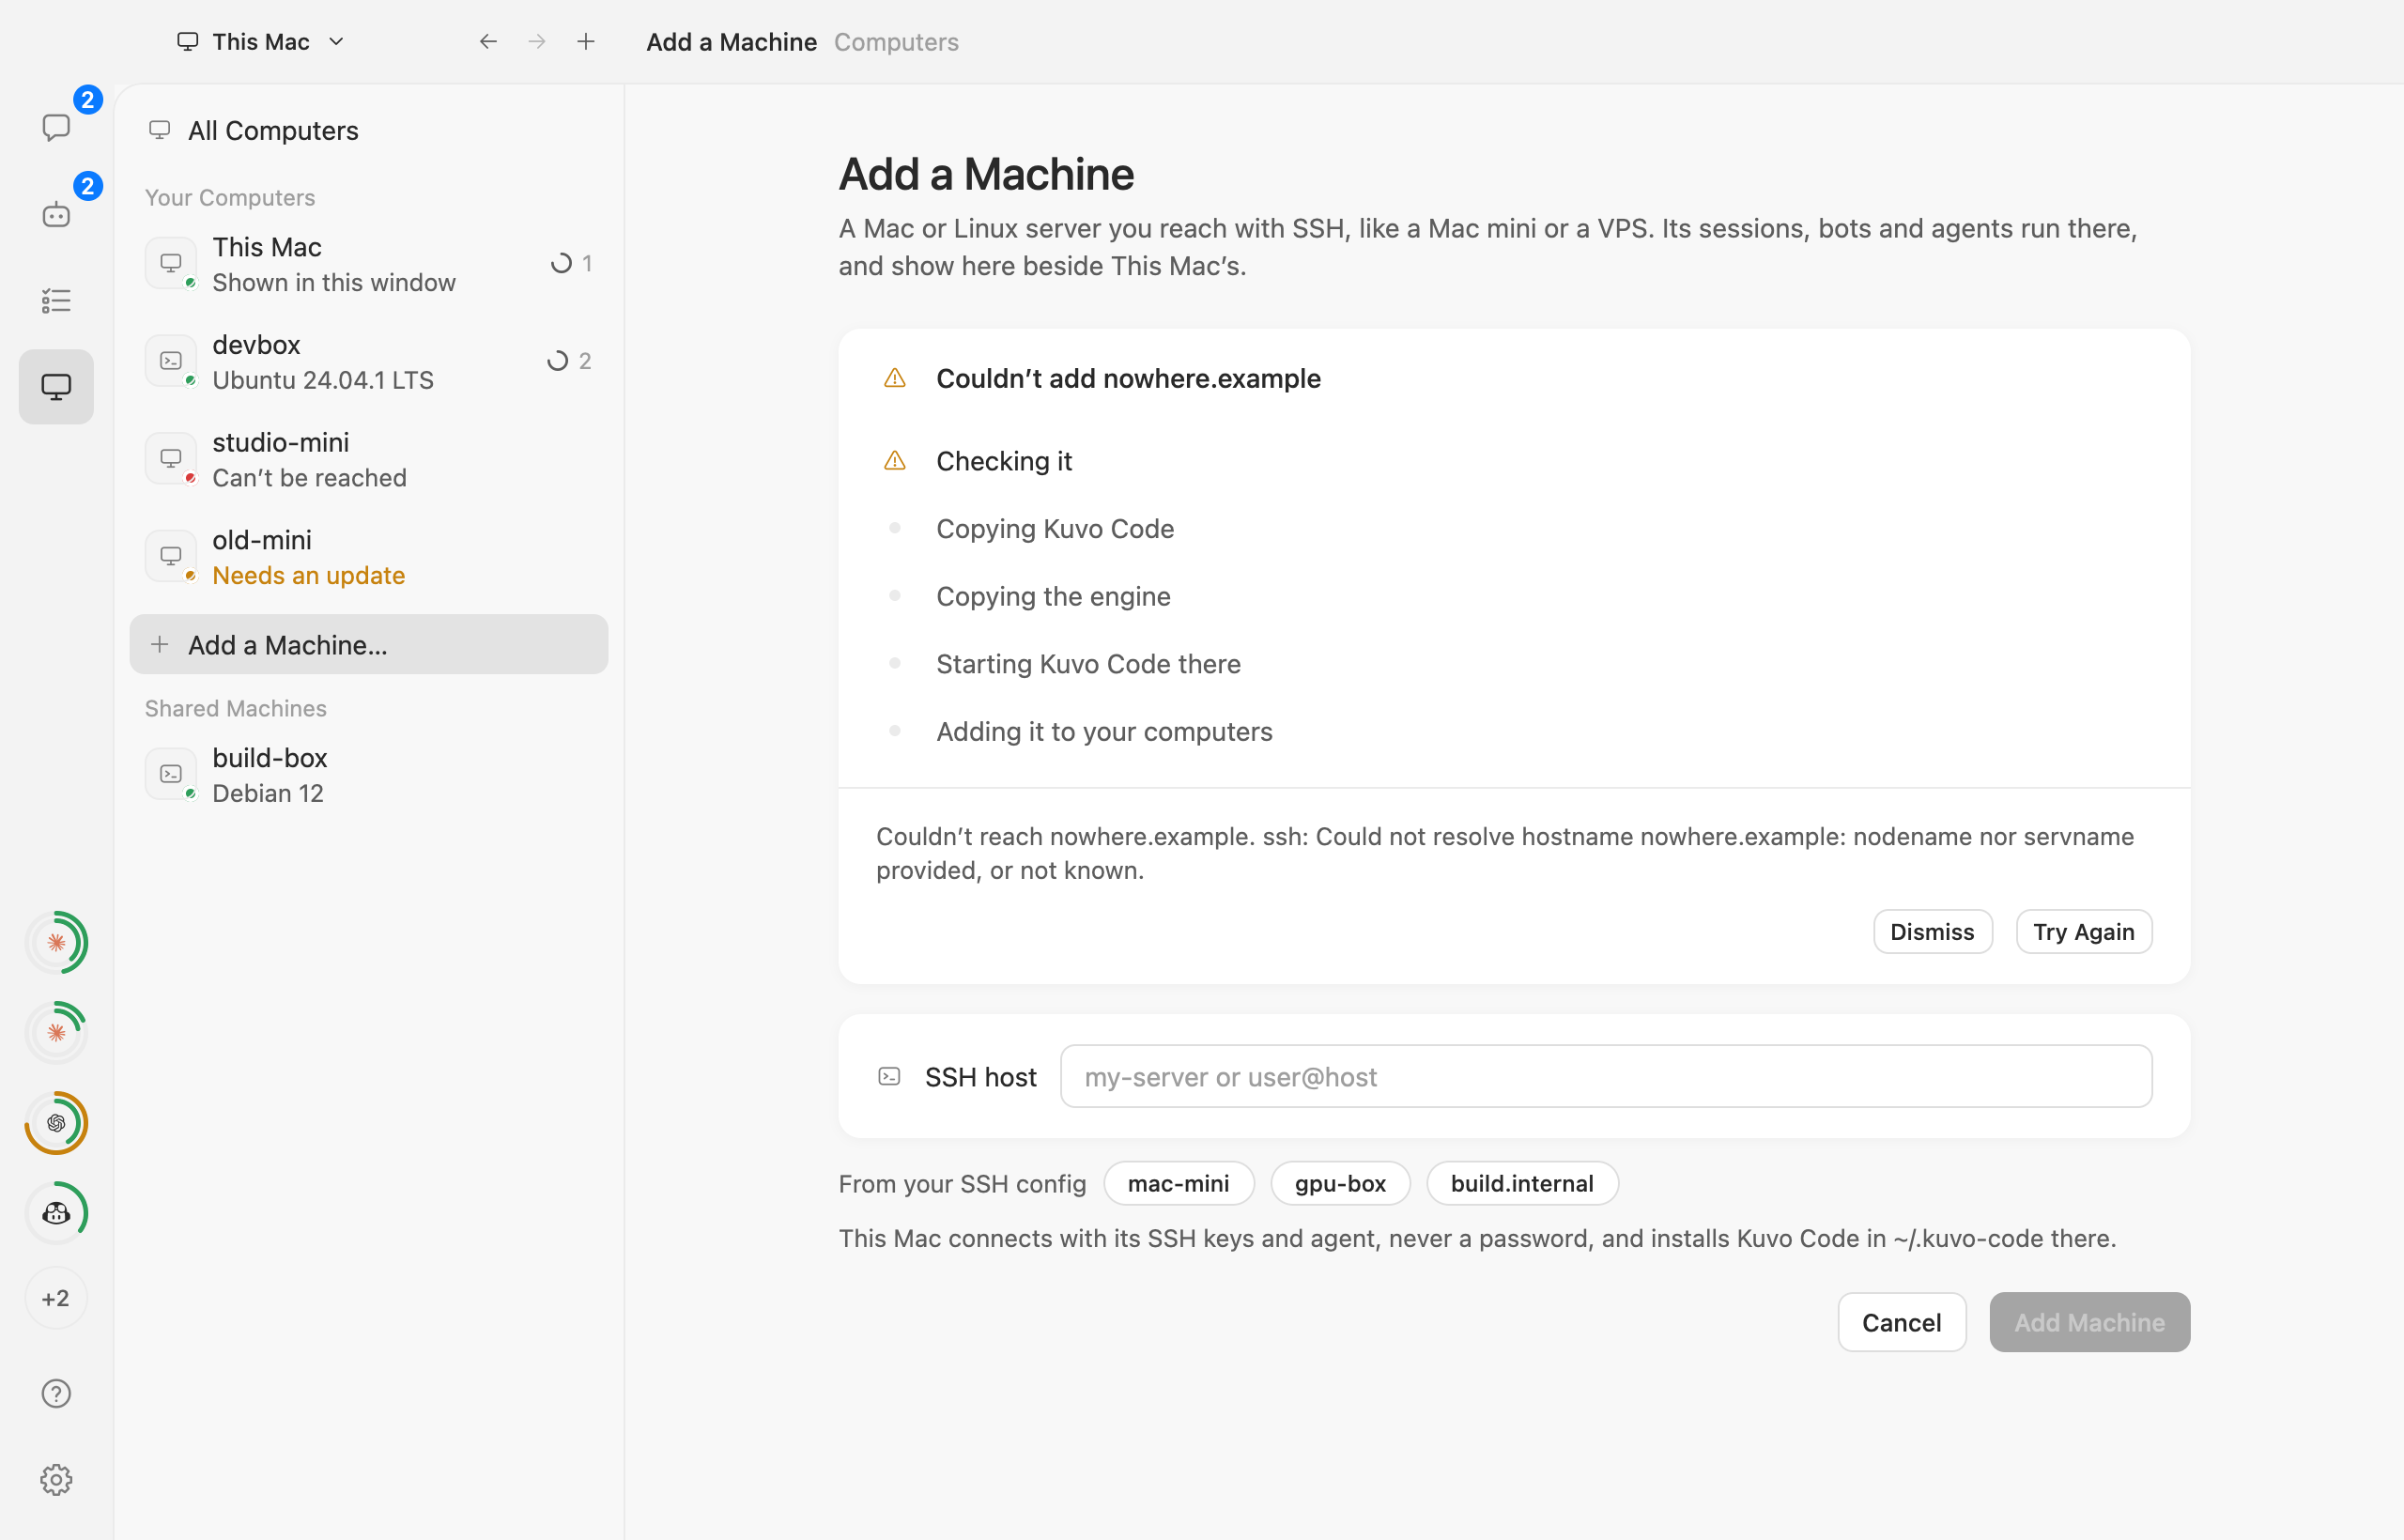 This Mac
Add a Machine Computers
2
2
All Computers
Your Computers
This Mac
Shown in this window
1
devbox
Ubuntu 24.04.1 LTS
2
studio-mini
Can’t be reached
old-mini
Needs an update
Add a Machine…
Shared Machines
build-box
Debian 12
+2
Add a Machine
A Mac or Linux server you reach with SSH, like a Mac mini or a VPS. Its sessions, bots and agents run there,
and show here beside This Mac’s.
Couldn’t add nowhere.example
Checking it
Copying Kuvo Code
Copying the engine
Starting Kuvo Code there
Adding it to your computers
Couldn’t reach nowhere.example. ssh: Could not resolve hostname nowhere.example: nodename nor servname
provided, or not known.
Dismiss Try Again
SSH host my-server or user@host
From your SSH config mac-mini gpu-box build.internal
This Mac connects with its SSH keys and agent, never a password, and installs Kuvo Code in ~/.kuvo-code there.
Cancel Add Machine